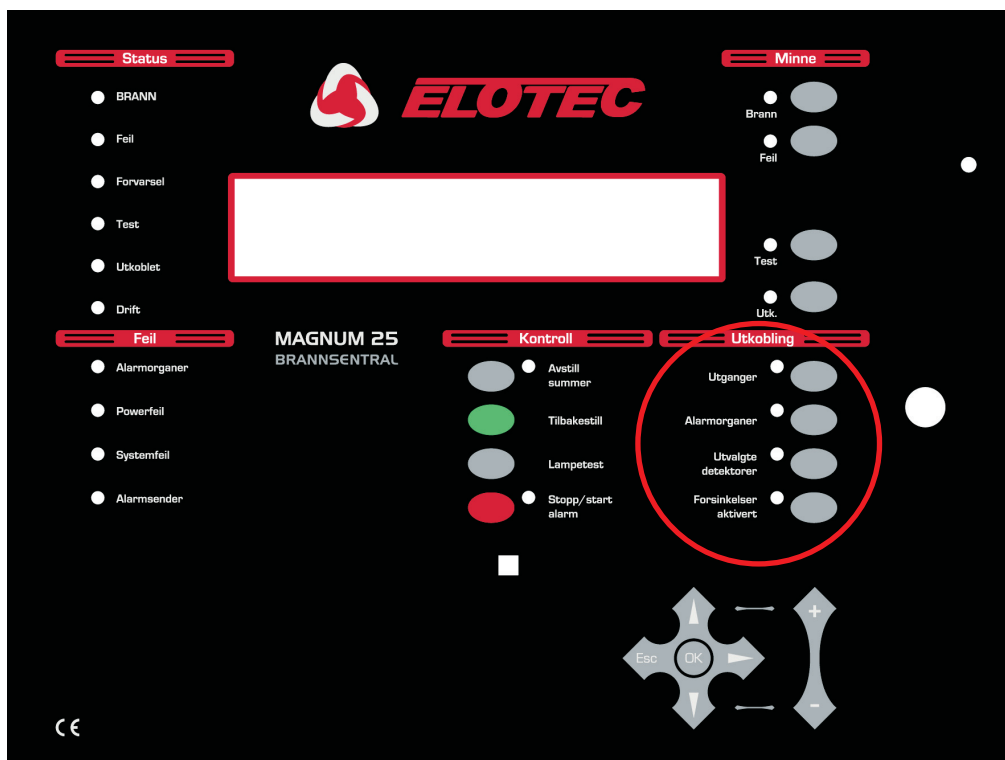 Status
BRANN
Feil
Forvarsel
Test
Utkoblet
Drift
ELOTEC
Minne
Brann
Feil
Test
Utk.
Feil
Alarmorganer
Powerfeil
Systemfeil
Alarmsender
MAGNUM 25
BRANNSENTRAL
Kontroll
Avstill
summer
Tilbakestill
Lampetest
Stopp/start
alarm
Utkobling
Utganger
Alarmorganer
Utvalgte
detektorer
Forsinkelser
aktivert
Esc
OK
+
-
CE